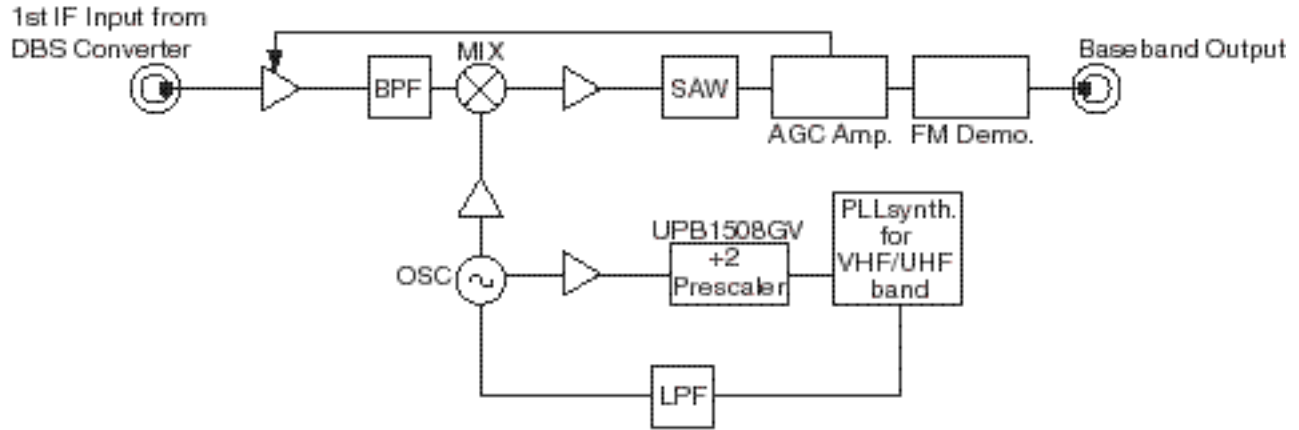 1st IF Input from
DBS Converter
MIX
Baseband Output
BPF
SAW
AGC Amp.
FM Demo.
UPB1508GV
+2
Prescaler
PLLsynth.
for
VHF/UHF
band
OSC
LPF